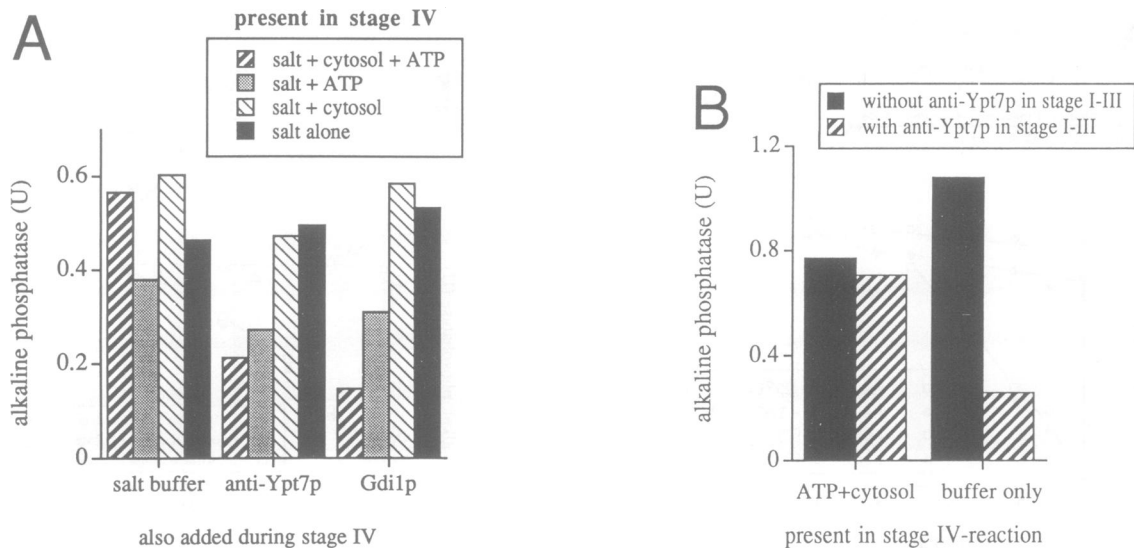 A
present in stage IV
salt + cytosol + ATP
salt + ATP
salt + cytosol
salt alone
alkaline phosphatase (U)
0.6
0.4
0.2
0
salt buffer anti-Ypt7p Gdi1p
also added during stage IV
B
without anti-Ypt7p in stage I-III
with anti-Ypt7p in stage I-III
alkaline phosphatase (U)
1.2
0.8
0.4
0
ATP+cytosol buffer only
present in stage IV-reaction